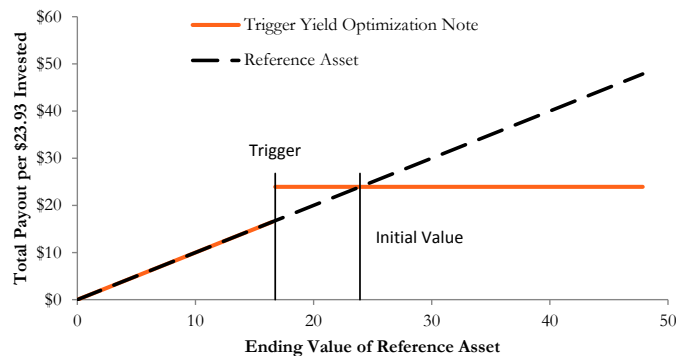 $60
$50
$40
$30
$20
$10
$0
Total Payout per $23.93 Invested
Trigger Yield Optimization Note
Reference Asset
Trigger
Initial Value
0
10
20
30
40
50
Ending Value of Reference Asset